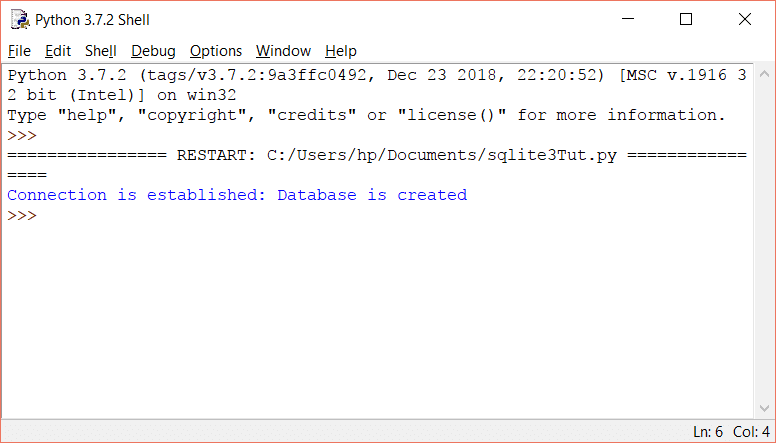 Python 3.7.2 Shell
File Edit Shell Debug Options Window Help
Python 3.7.2 (tags/v3.7.2:9a3ffc0492, Dec 23 2018, 22:20:52) [MSC v.1916 3
2 bit (Intel)] on win32
Type "help", "copyright", "credits" or "license()" for more information.
>>>
================ RESTART: C:/Users/hp/Documents/sqlite3Tut.py ============
====
Connection is established: Database is created
>>>
Ln: 6 Col: 4